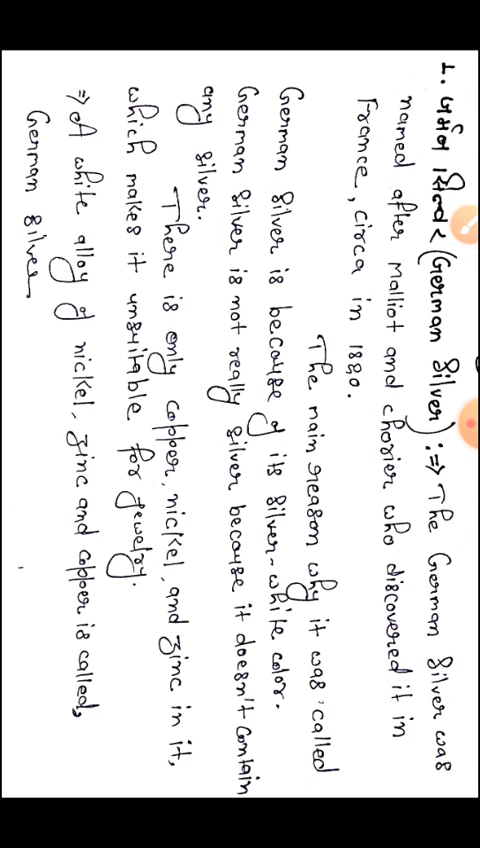 1. जर्मन सिल्वर (German Silver) :⇒ The German Silver was
named after Malliot and chorier who discovered it in
France, circa in 1820.
The main reason why it was called
German Silver is because of its Silver-white color.
German Silver is not really silver because it doesn't contain
any silver.
There is only copper, nickel, and zinc in it,
which makes it unsuitable for jewelry.
⇒ A white alloy of nickel, zinc and copper is called,
German Silver